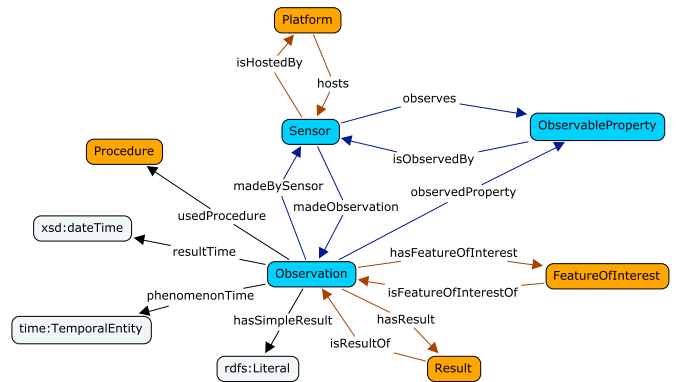 Platform
isHostedBy
hosts
observes
Sensor
ObservableProperty
Procedure
isObservedBy
madeBySensor
observedProperty
madeObservation
usedProcedure
xsd:dateTime
resultTime
hasFeatureOfInterest
Observation
FeatureOfInterest
phenomenonTime
isFeatureOfInterestOf
time:TemporalEntity
hasSimpleResult
hasResult
isResultOf
rdfs:Literal
Result